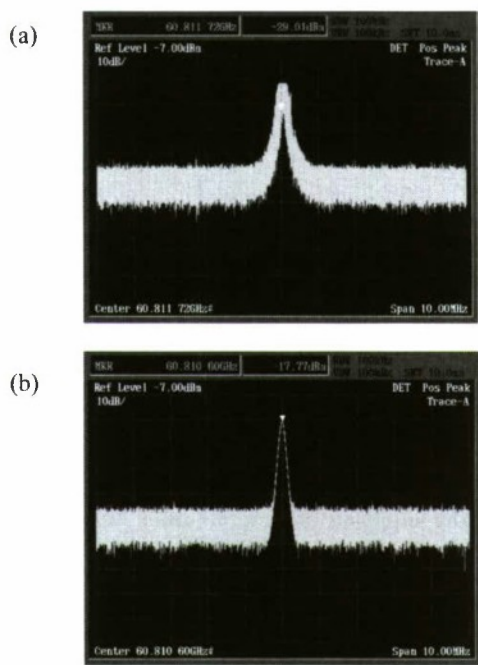 (a)
MKR 60.811 72GHz -29.01dBm
Ref Level -7.00dBm DET Pos Peak
10dB/ Trace-A
Center 60.811 72GHz# Span 10.00MHz
(b)
MKR 60.810 60GHz 17.77dBm
Ref Level -7.00dBm DET Pos Peak
10dB/ Trace-A
Center 60.810 60GHz# Span 10.00MHz